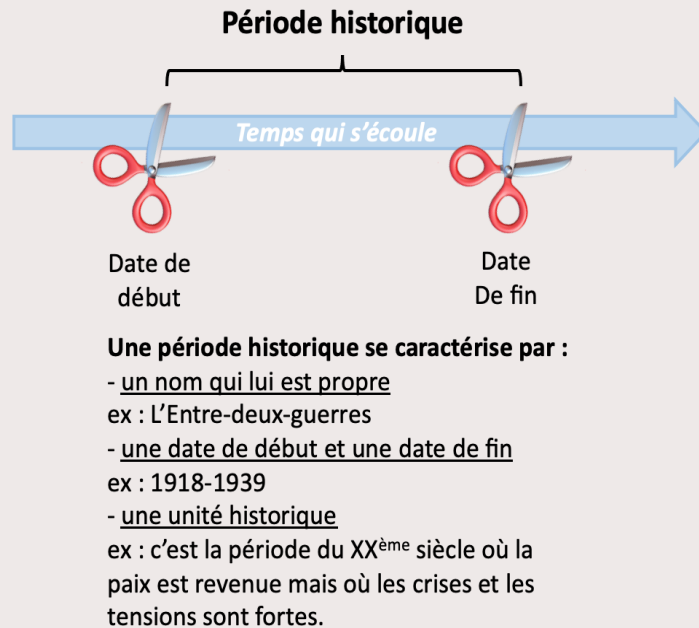 Période historique
Temps qui s’écoule
Date de
début
Date
De fin
Une période historique se caractérise par :
- un nom qui lui est propre
ex : L’Entre-deux-guerres
- une date de début et une date de fin
ex : 1918-1939
- une unité historique
ex : c’est la période du XXème siècle où la
paix est revenue mais où les crises et les
tensions sont fortes.